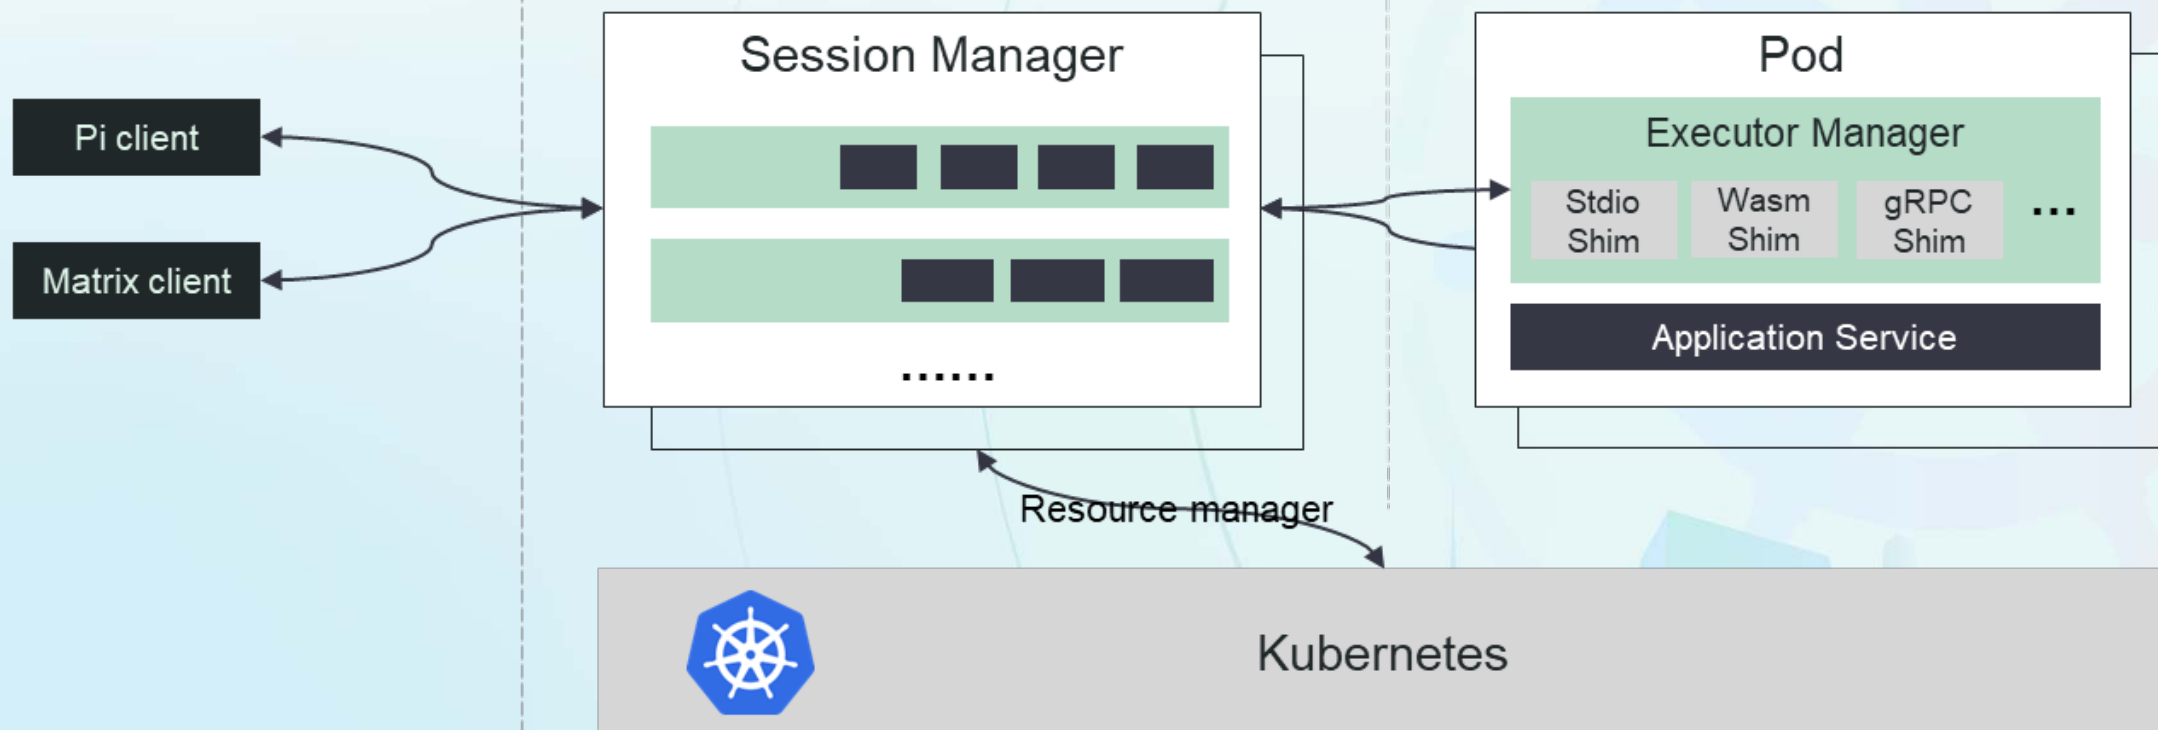 Session Manager
Pod
Pi client
Matrix client
......
Executor Manager
Stdio
Shim
Wasm
Shim
gRPC
Shim
...
Application Service
Resource manager
Kubernetes